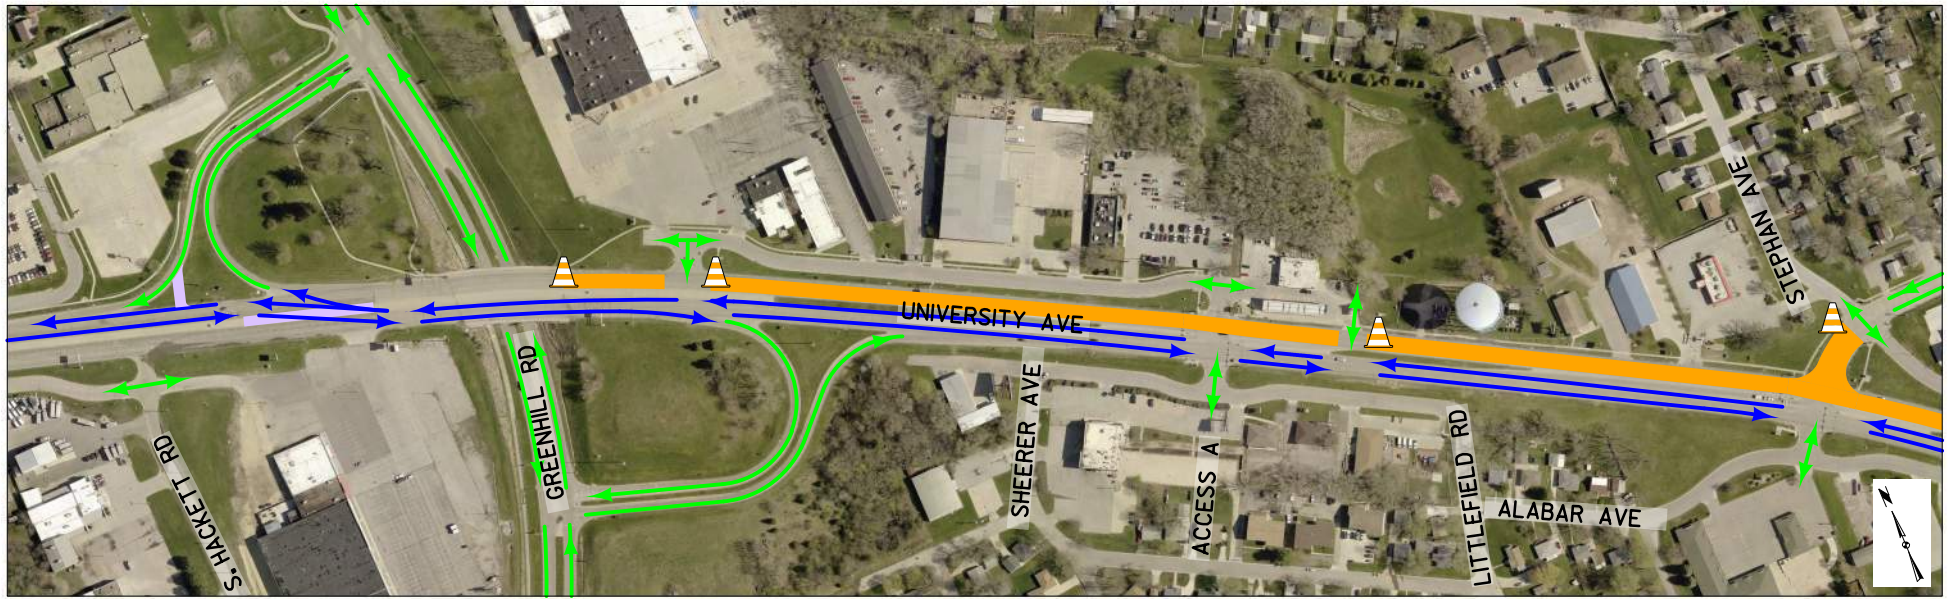 UNIVERSITY AVE
STEPHAN AVE
GREENHILL RD
S. HACKETT RD
SHEERER AVE
ACCESS A
LITTLEFIELD RD
ALABAR AVE
N